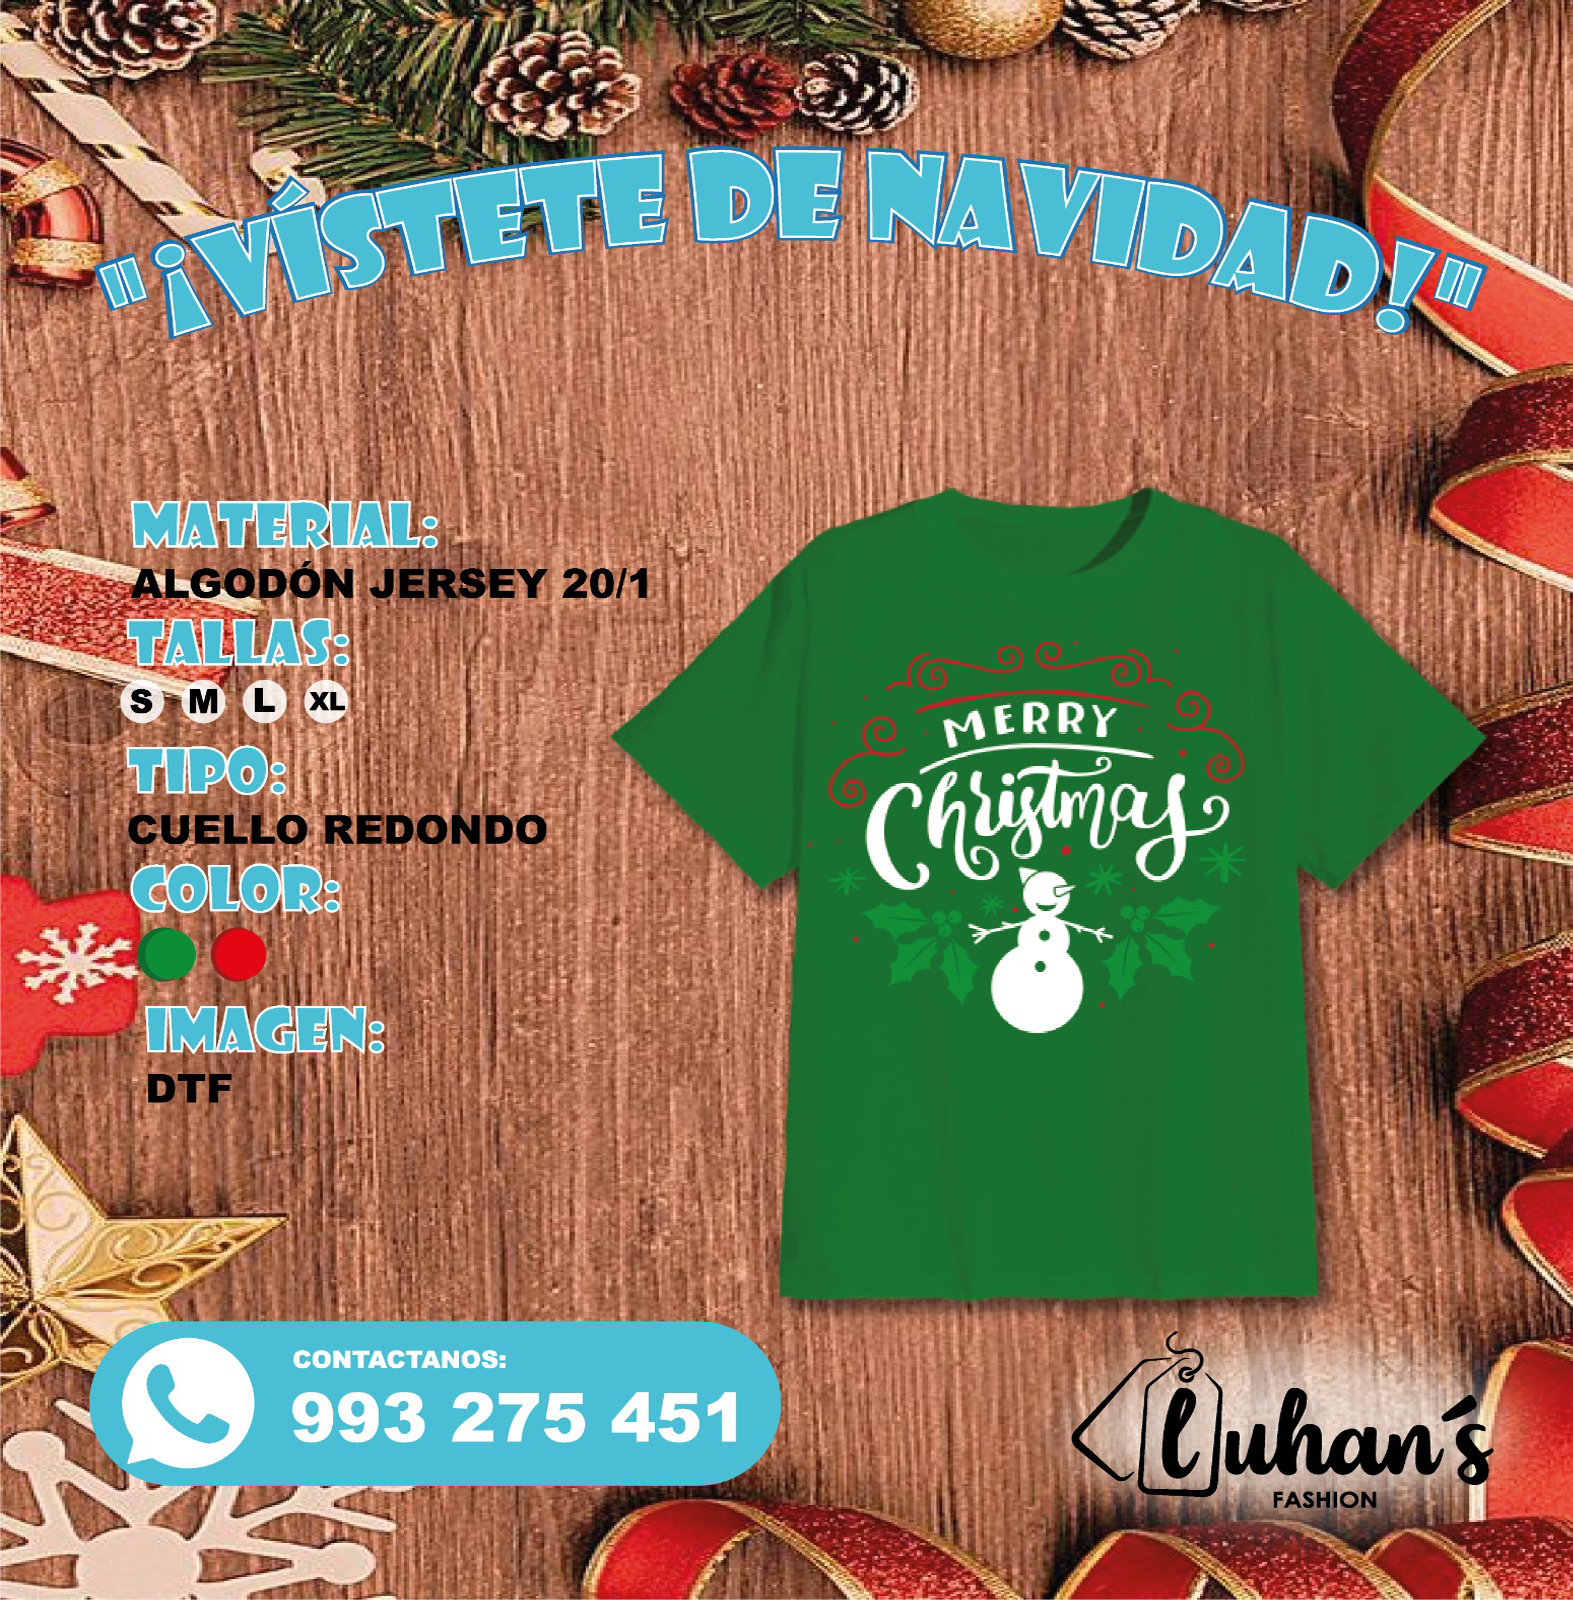 "¡VÍSTETE DE NAVIDAD!"
MATERIAL:
ALGODÓN JERSEY 20/1
TALLAS:
S M L XL
TIPO:
CUELLO REDONDO
COLOR:
IMAGEN:
DTF
MERRY
Christmas
CONTACTANOS:
993 275 451
Luhan´s
FASHION